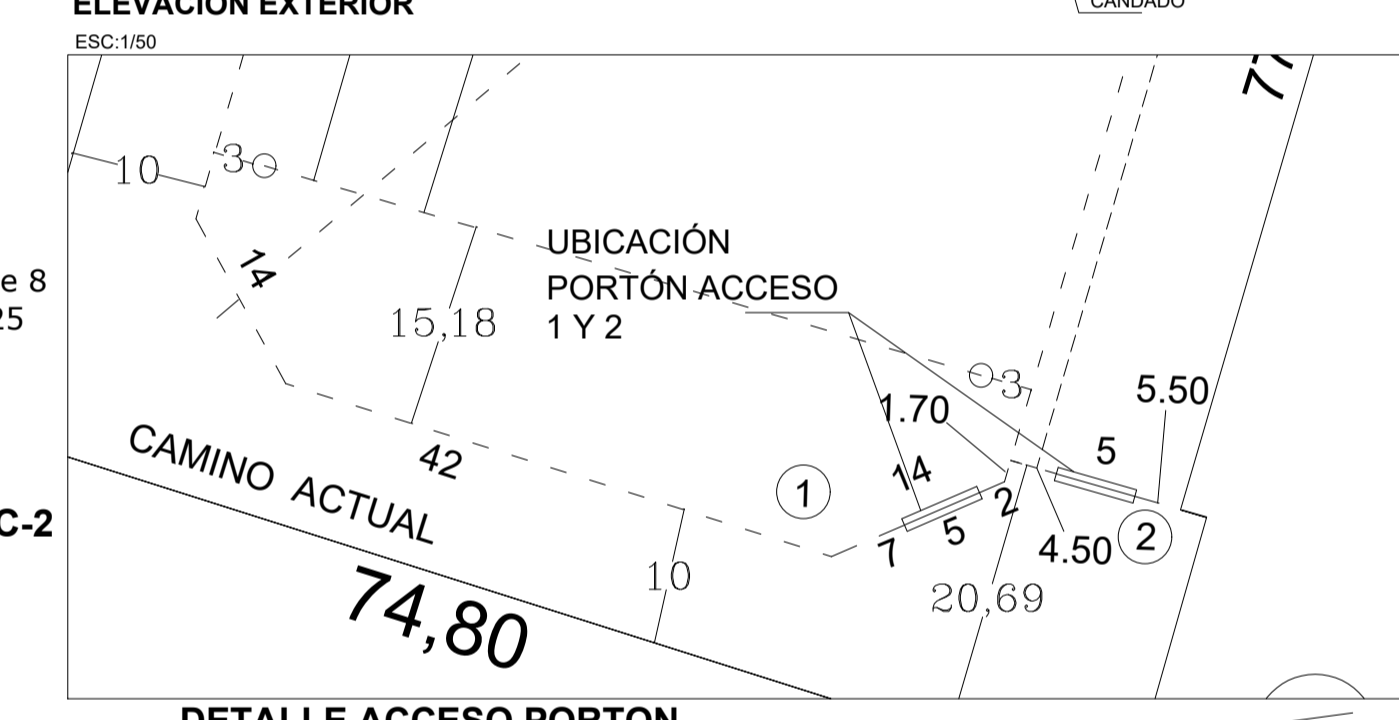 ELEVACIÓN EXTERIOR
CANDADO
ESC:1/50
77
10
3
14
UBICACIÓN
PORTÓN ACCESO
1 Y 2
e 8
25
15,18
3
5.50
1.70
5
CAMINO ACTUAL
42
14
1
2
C-2
7
5
4.50
2
74,80
10
20,69
DETALLE ACCESO PORTON